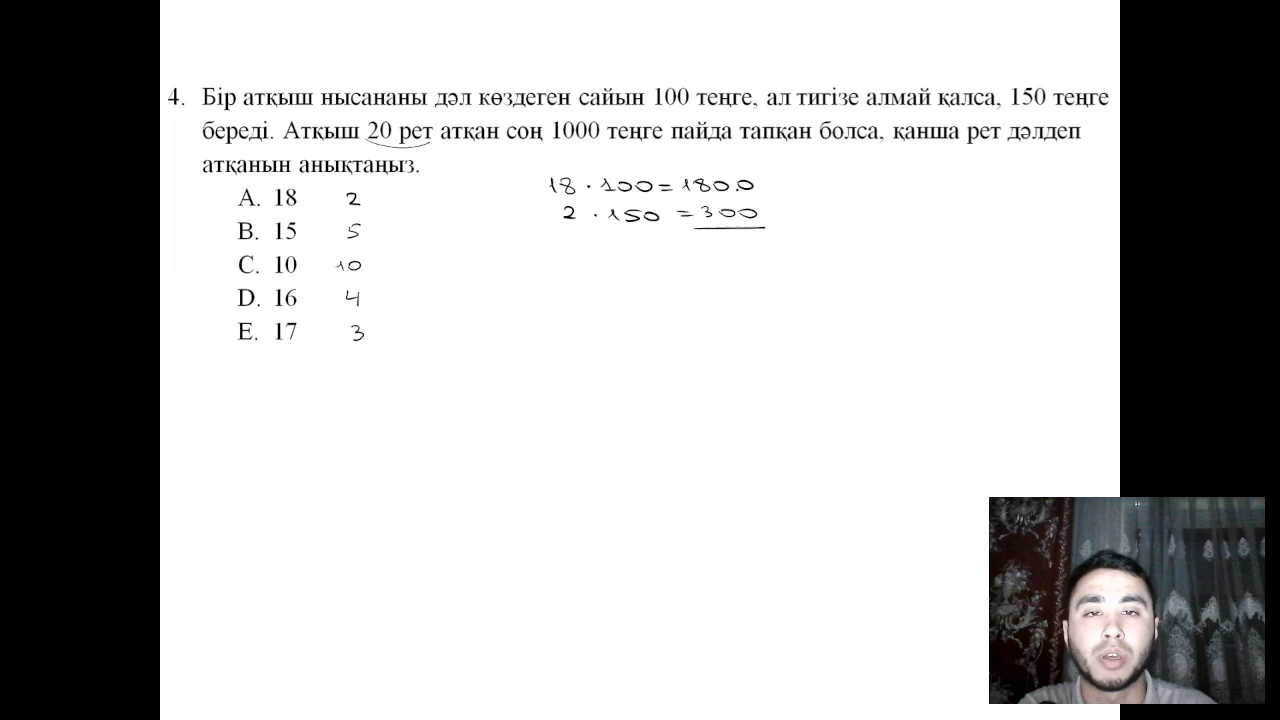 4. Бір атқыш нысананы дәл көздеген сайын 100 теңге, ал тигізе алмай қалса, 150 теңге
береді. Атқыш 20 рет атқан соң 1000 теңге пайда тапқан болса, қанша рет дәлдеп
атқанын анықтаңыз.
A. 18 2
B. 15 5
C. 10 10
D. 16 4
E. 17 3
18 · 100 = 180.0
2 · 150 = 300